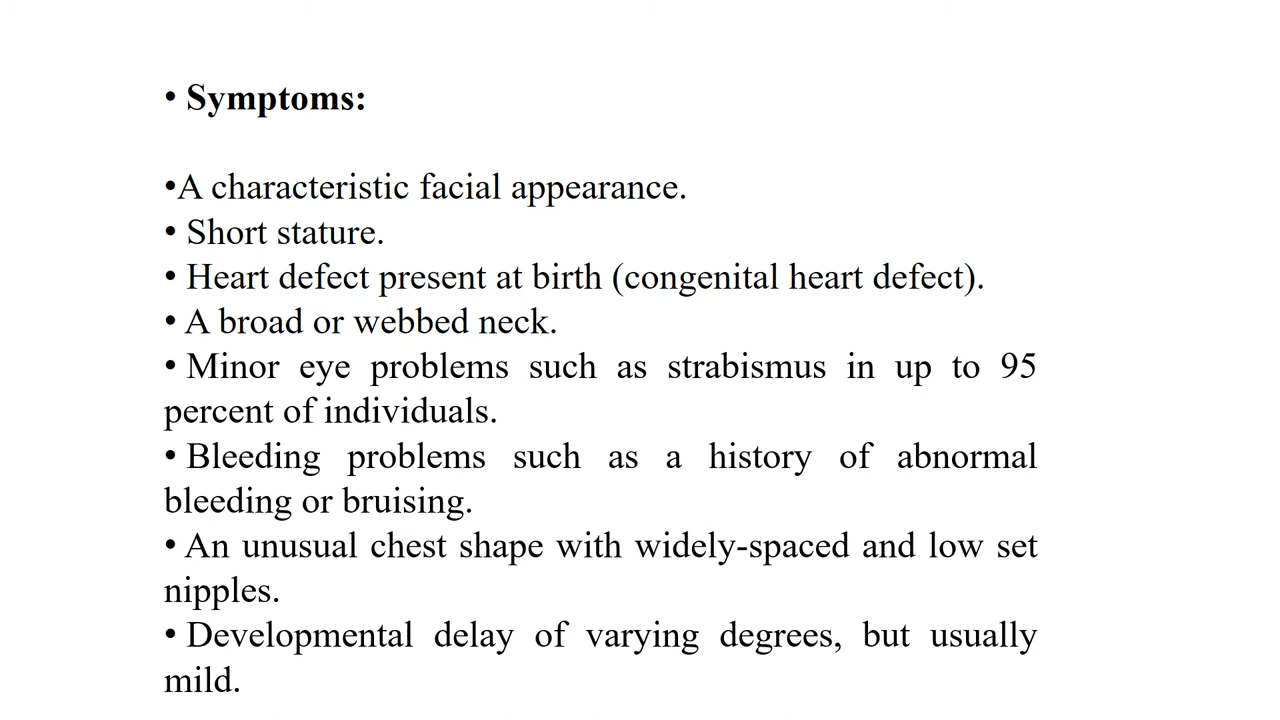 • Symptoms:
•A characteristic facial appearance.
• Short stature.
• Heart defect present at birth (congenital heart defect).
• A broad or webbed neck.
• Minor eye problems such as strabismus in up to 95
percent of individuals.
• Bleeding problems such as a history of abnormal
bleeding or bruising.
• An unusual chest shape with widely-spaced and low set
nipples.
• Developmental delay of varying degrees, but usually
mild.